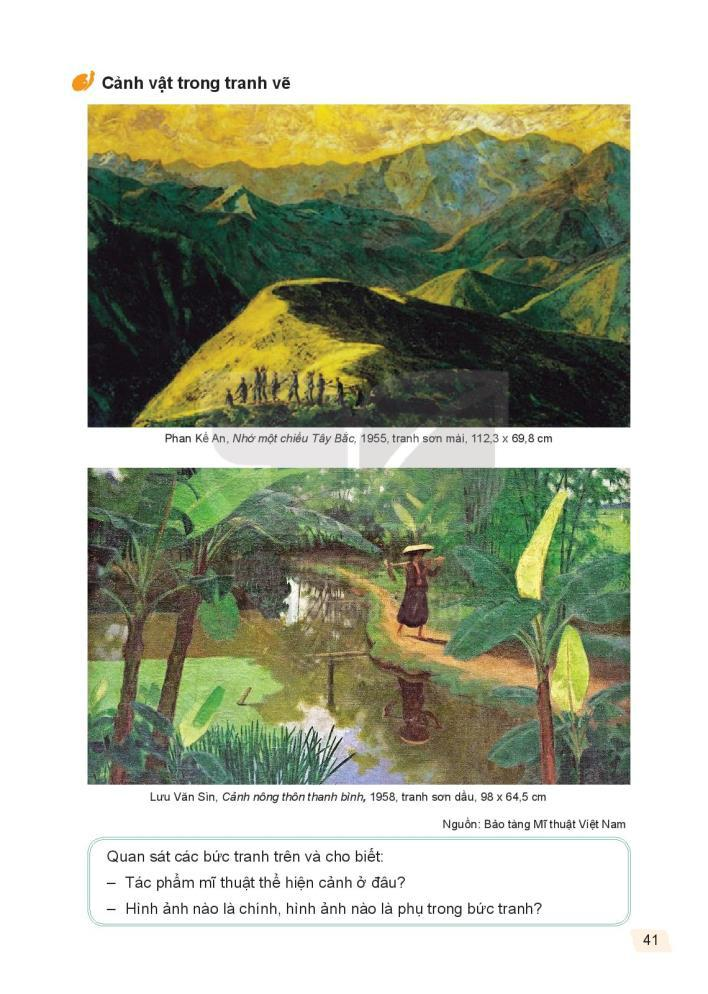 Cảnh vật trong tranh vẽ
Phan Kế An, Nhớ một chiều Tây Bắc, 1955, tranh sơn mài, 112,3 x 69,8 cm
Lưu Văn Sìn, Cảnh nông thôn thanh bình, 1958, tranh sơn dầu, 98 x 64,5 cm
Nguồn: Bảo tàng Mĩ thuật Việt Nam
Quan sát các bức tranh trên và cho biết:
– Tác phẩm mĩ thuật thể hiện cảnh ở đâu?
– Hình ảnh nào là chính, hình ảnh nào là phụ trong bức tranh?
41